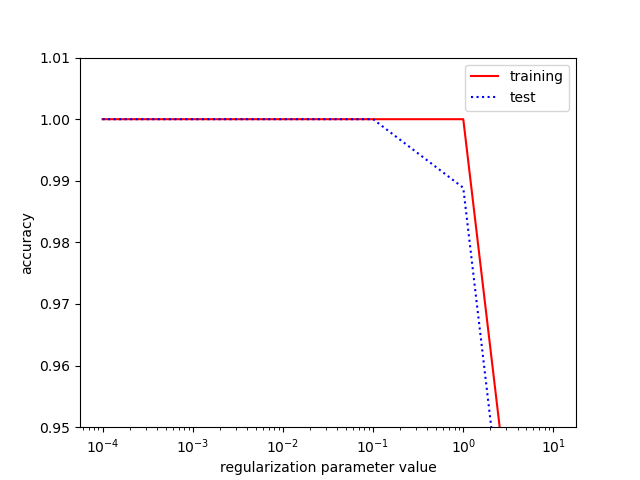 1.01
1.00
0.99
0.98
0.97
0.96
0.95
accuracy
training
test
10⁻⁴ 10⁻³ 10⁻² 10⁻¹ 10⁰ 10¹
regularization parameter value